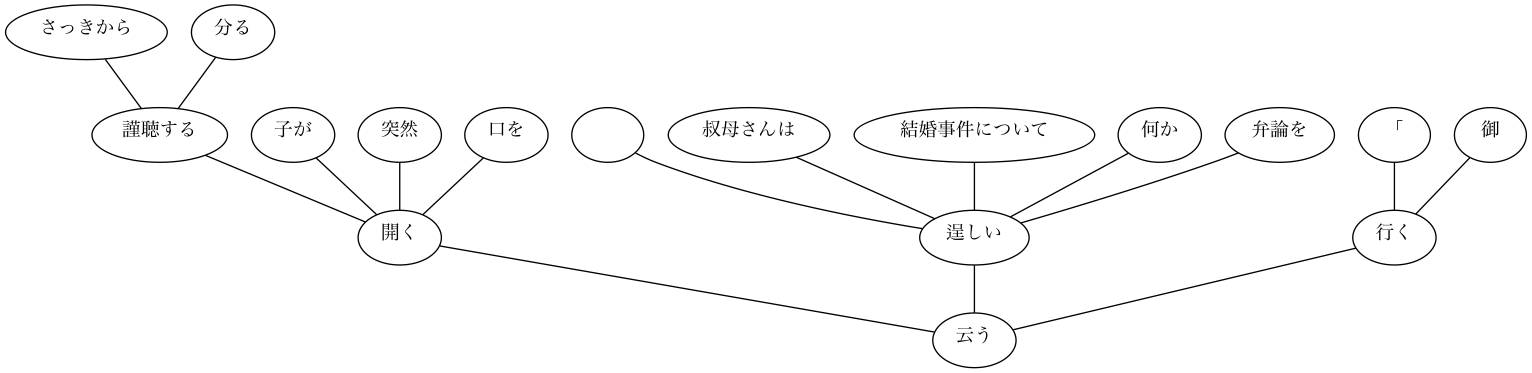 さっきから 分る
謹聴する 子が 突然 口を 叔母さんは 結婚事件について 何か 弁論を 「 御
開く 逞しい 行く
云う